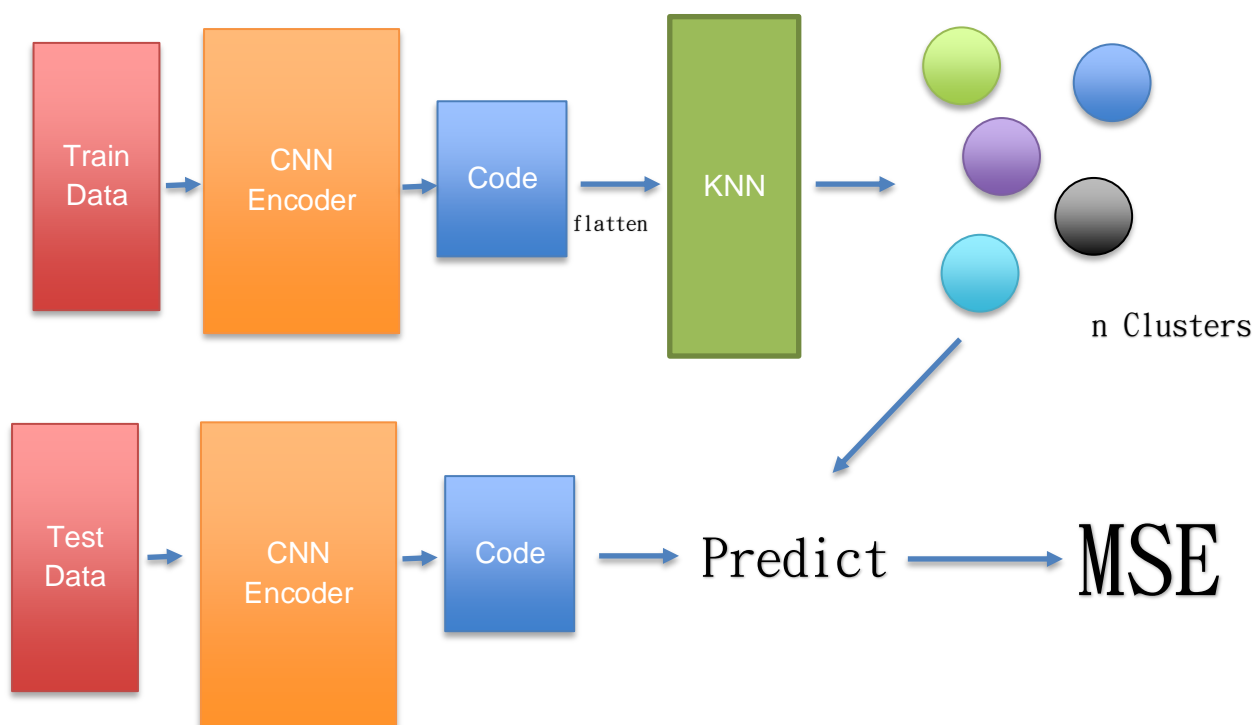 Train
Data
CNN
Encoder
Code
flatten
KNN
n Clusters
Test
Data
CNN
Encoder
Code
Predict
MSE